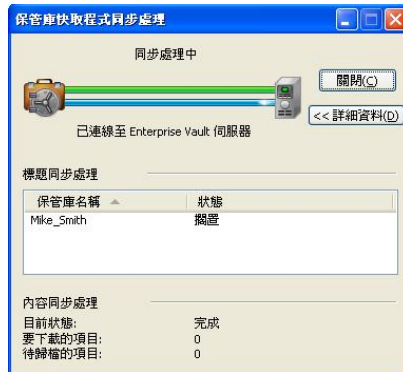 保管庫快取程式同步處理
同步處理中
關閉(C)
<< 詳細資料(D)
已連線至 Enterprise Vault 伺服器
標題同步處理
保管庫名稱 狀態
Mike_Smith 擱置
內容同步處理
目前狀態: 完成
要下載的項目: 0
待歸檔的項目: 0